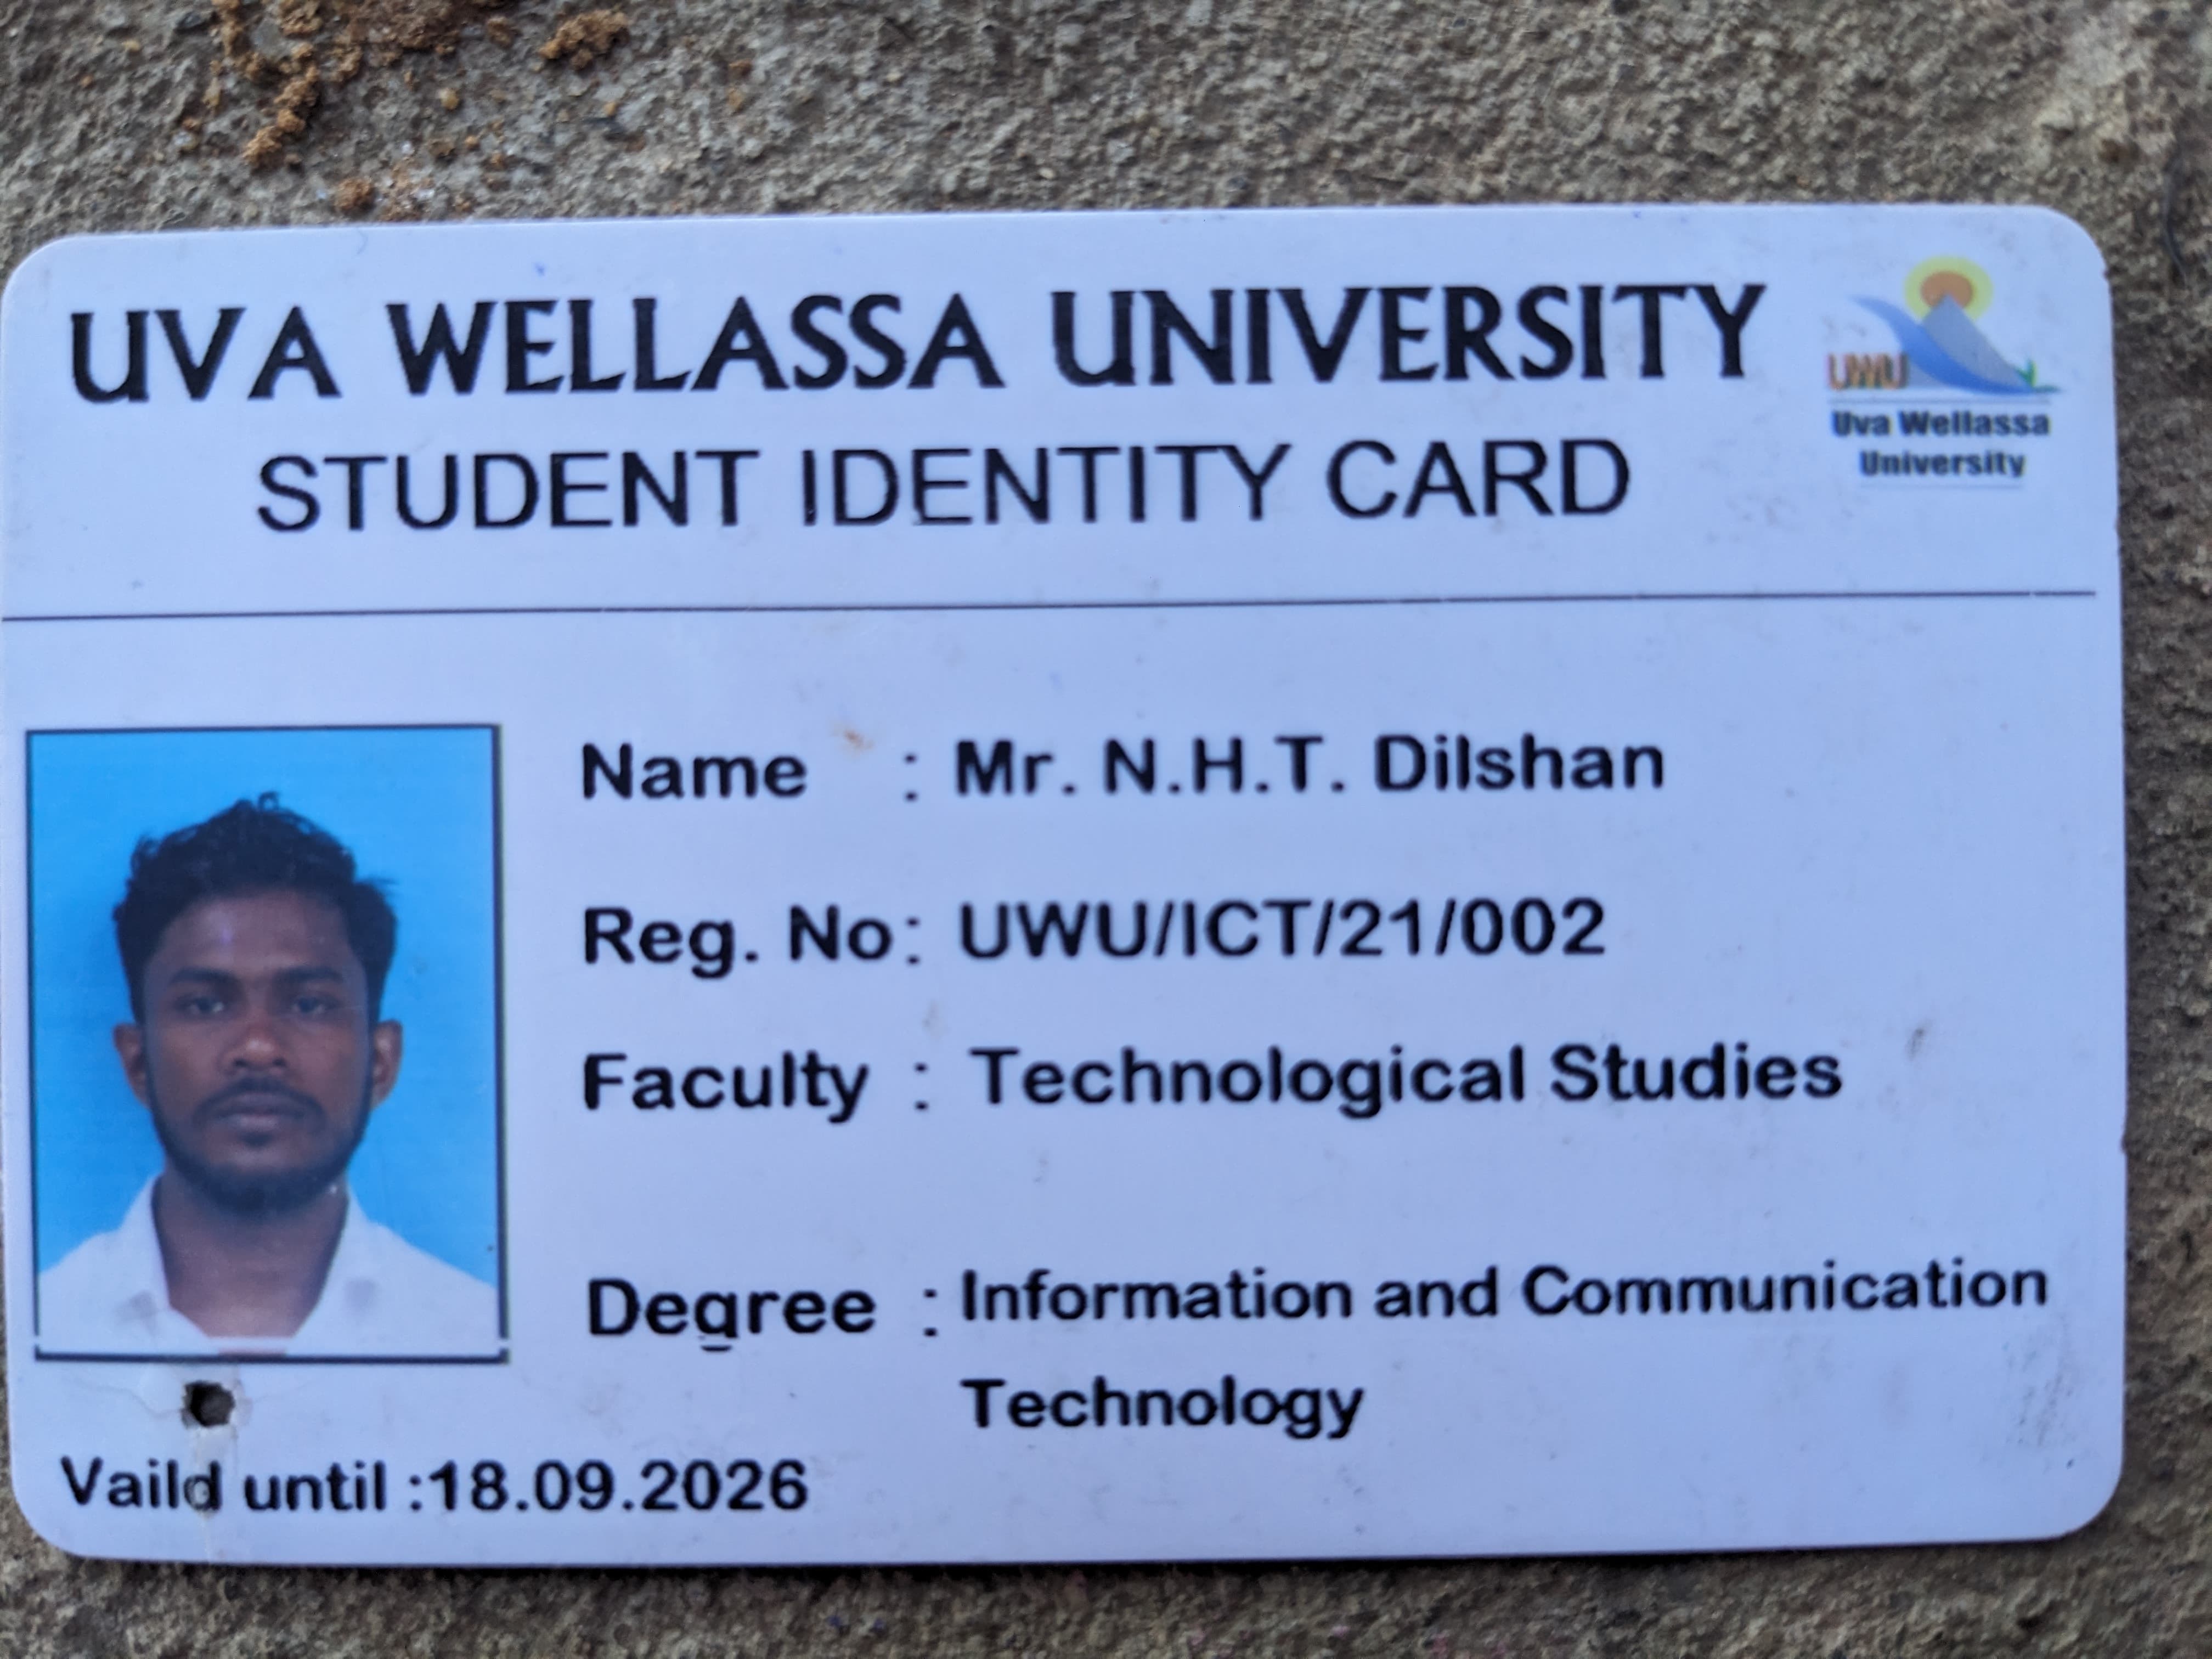 UVA WELLASSA UNIVERSITY
STUDENT IDENTITY CARD
UWU
Uva Wellassa
University
Name : Mr. N.H.T. Dilshan
Reg. No: UWU/ICT/21/002
Faculty : Technological Studies
Degree : Information and Communication
Technology
Vaild until :18.09.2026